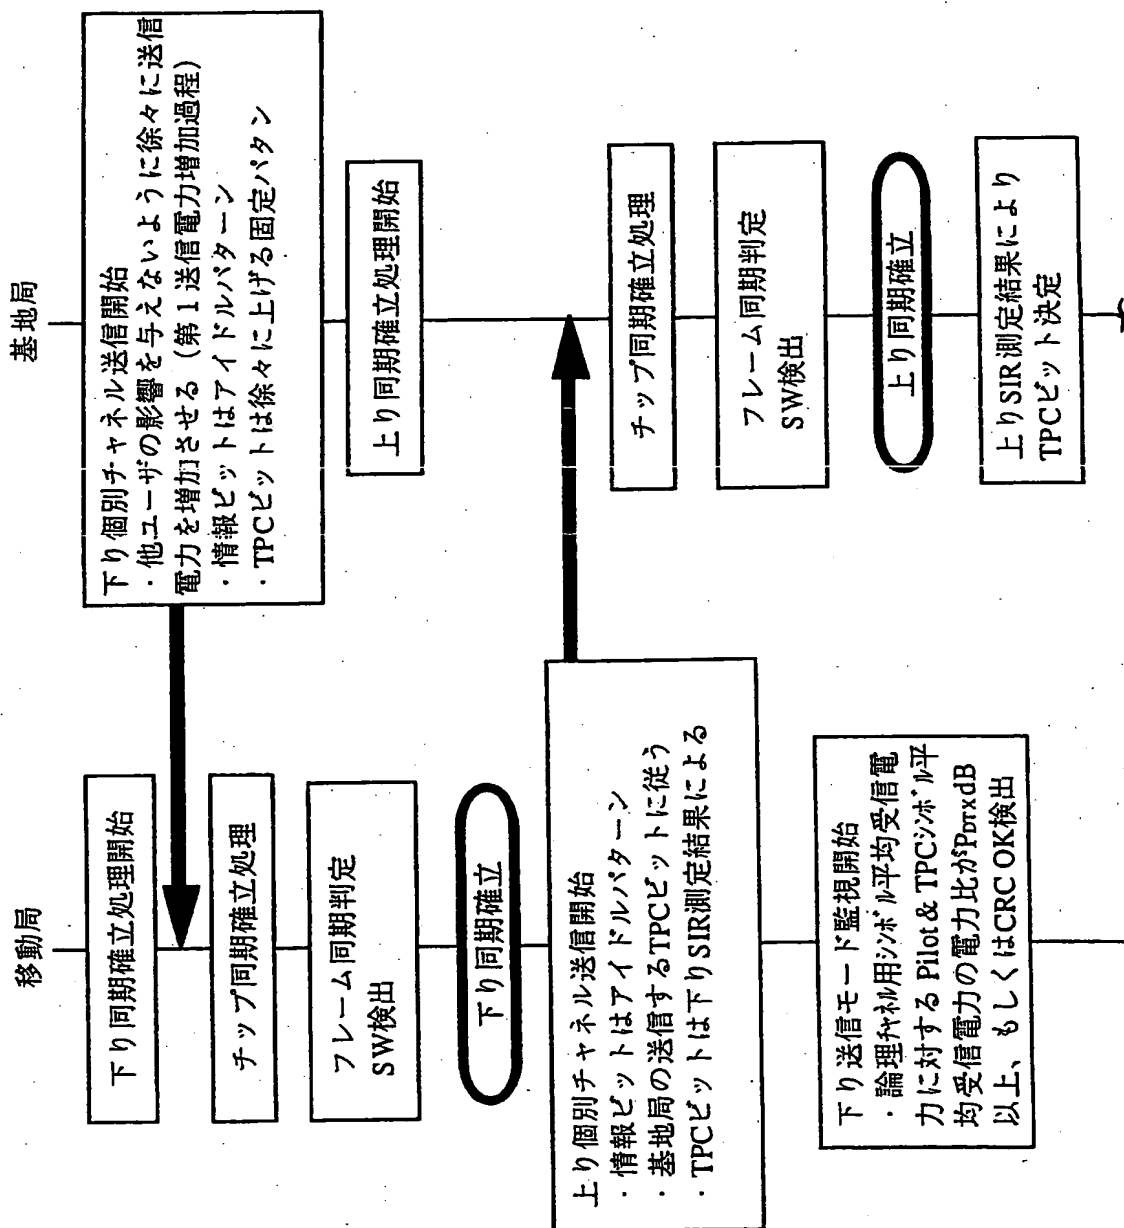 移動局
下り同期確立処理開始
チップ同期確立処理
フレーム同期判定
SW検出
下り同期確立
上り個別チャネル送信開始
・情報ビットはアイドルパターン
・基地局の送信するTPCビットに従う
・TPCビットは下りSIR測定結果による
下り送信モード監視開始
・論理チャネル用シンボル平均受信電
力に対するPilot & TPCシンボル平
均受信電力の電力比がPDTXdB
以上、もしくはCRC OK検出
基地局
下り個別チャネル送信開始
・他ユーザの影響を与えないように徐々に送信
電力を増加させる（第1送信電力増加過程）
・情報ビットはアイドルパターン
・TPCビットは徐々に上げる固定パタン
上り同期確立処理開始
チップ同期確立処理
フレーム同期判定
SW検出
上り同期確立
上りSIR測定結果により
TPCビット決定